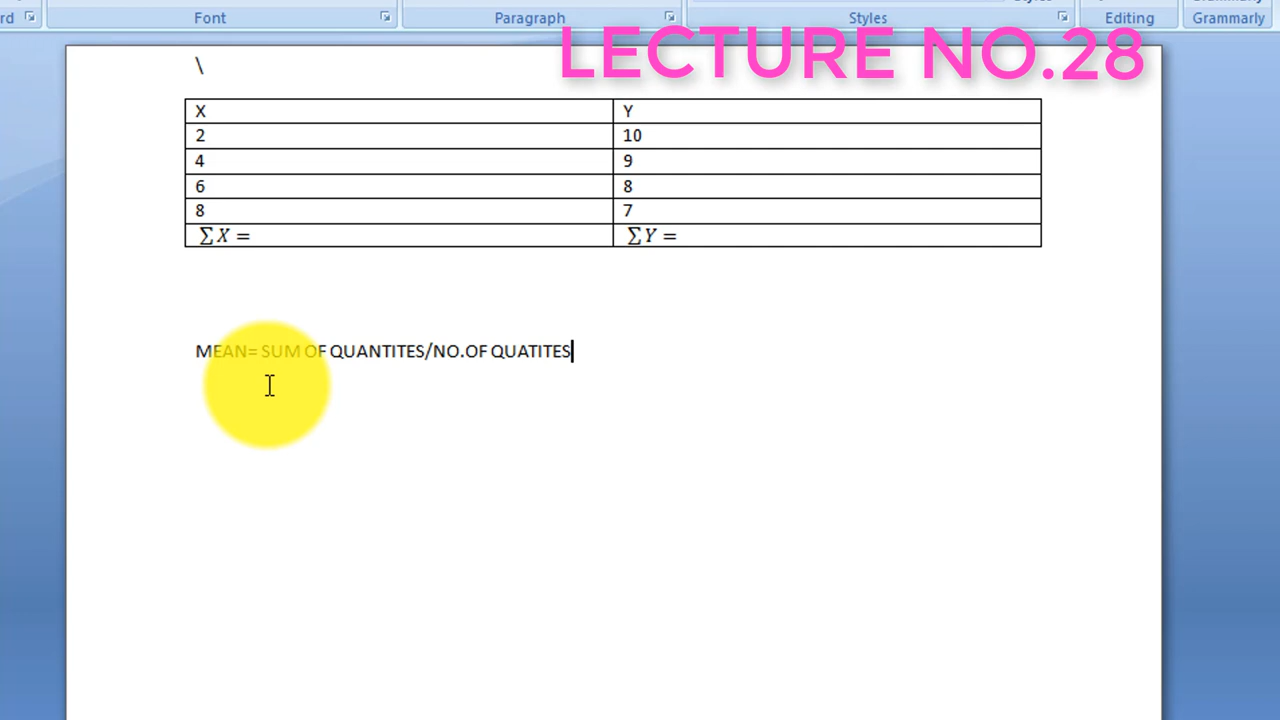 rd Font Paragraph Styles Editing Grammarly
LECTURE NO.28
\
X Y
2 10
4 9
6 8
8 7
∑X = ∑Y =
MEAN= SUM OF QUANTITES/NO.OF QUATITES